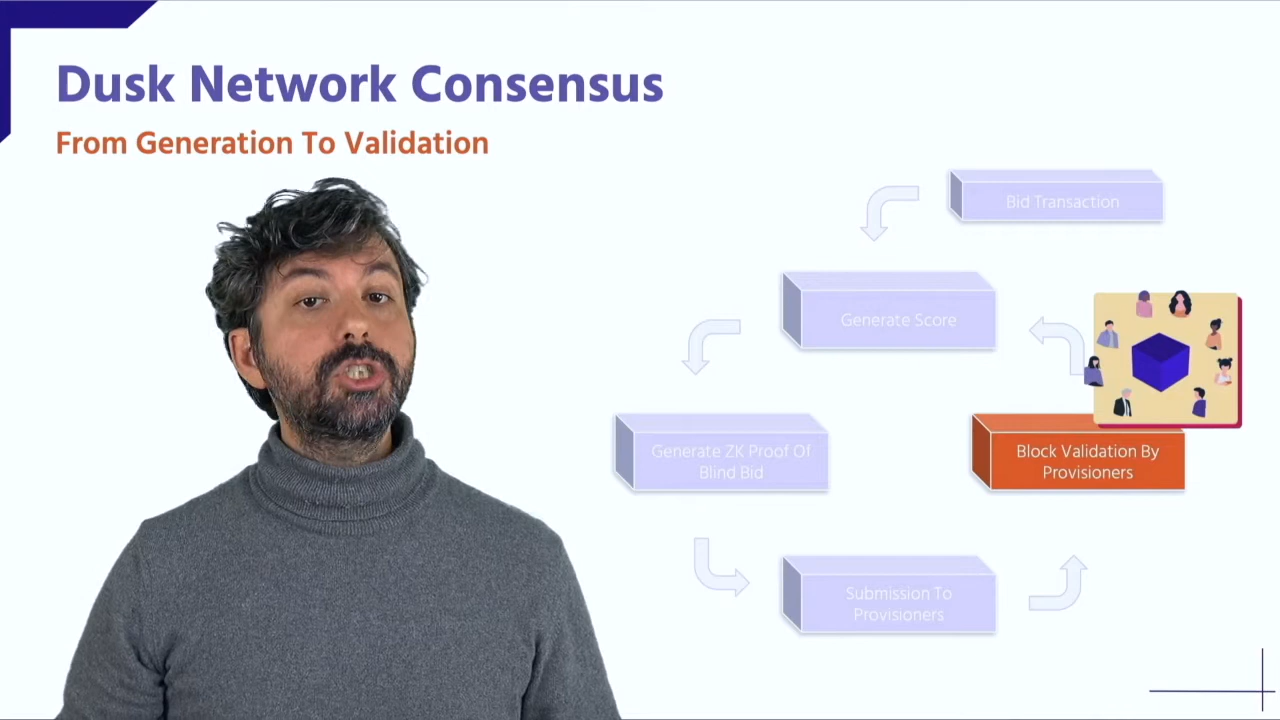 Dusk Network Consensus
From Generation To Validation
Bid Transaction
Generate Score
Generate ZK Proof Of
Blind Bid
Block Validation By
Provisioners
Submission To
Provisioners